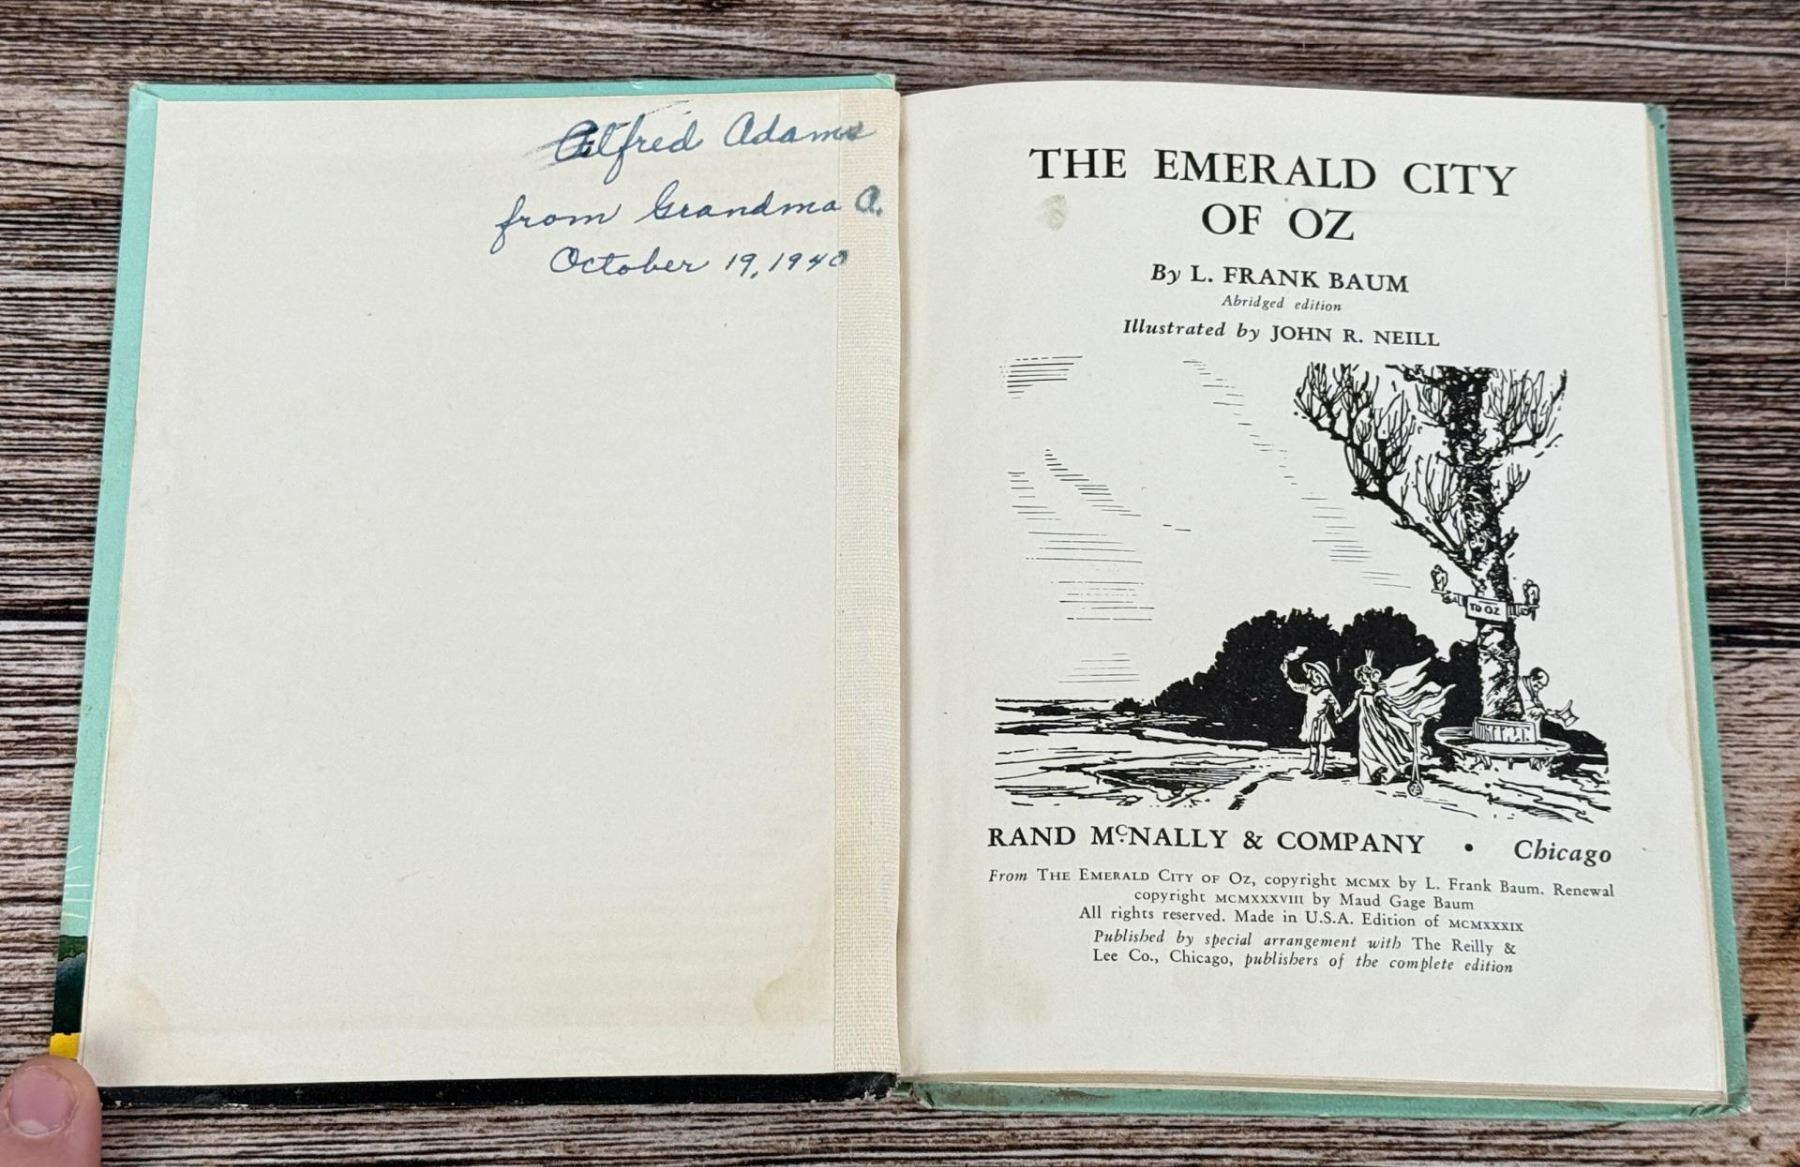 Alfred Adams
from Grandma A.
October 19, 1940
THE EMERALD CITY
OF OZ
By L. FRANK BAUM
Abridged edition
Illustrated by JOHN R. NEILL
TO OZ
RAND MCNALLY & COMPANY • Chicago
From THE EMERALD CITY OF OZ, copyright MCMX by L. Frank Baum. Renewal
copyright MCMXXXVIII by Maud Gage Baum
All rights reserved. Made in U.S.A. Edition of MCMXXXIX
Published by special arrangement with The Reilly &
Lee Co., Chicago, publishers of the complete edition